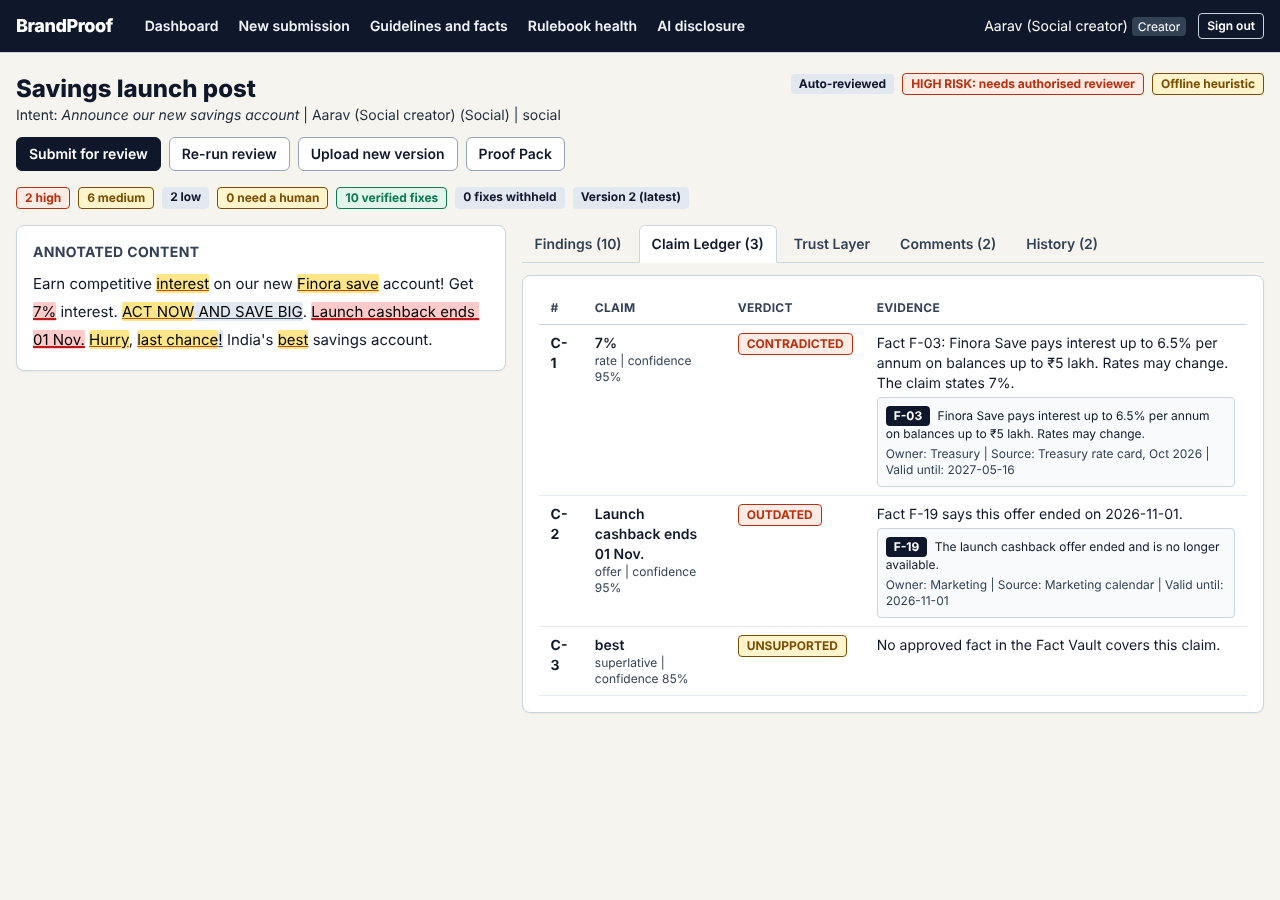 BrandProof Dashboard New submission Guidelines and facts Rulebook health AI disclosure Aarav (Social creator) Creator Sign out
Savings launch post
Auto-reviewed HIGH RISK: needs authorised reviewer Offline heuristic
Intent: Announce our new savings account | Aarav (Social creator) (Social) | social
Submit for review Re-run review Upload new version Proof Pack
2 high 6 medium 2 low 0 need a human 10 verified fixes 0 fixes withheld Version 2 (latest)
ANNOTATED CONTENT
Earn competitive interest on our new Finora save account! Get
7% interest. ACT NOW AND SAVE BIG. Launch cashback ends
01 Nov. Hurry, last chance! India's best savings account.
Findings (10) Claim Ledger (3) Trust Layer Comments (2) History (2)
# CLAIM VERDICT EVIDENCE
C-
1
7%
rate | confidence
95%
CONTRADICTED
Fact F-03: Finora Save pays interest up to 6.5% per
annum on balances up to ₹5 lakh. Rates may change.
The claim states 7%.
F-03 Finora Save pays interest up to 6.5% per annum
on balances up to ₹5 lakh. Rates may change.
Owner: Treasury | Source: Treasury rate card, Oct 2026 |
Valid until: 2027-05-16
C-
2
Launch
cashback ends
01 Nov.
offer | confidence
95%
OUTDATED
Fact F-19 says this offer ended on 2026-11-01.
F-19 The launch cashback offer ended and is no longer
available.
Owner: Marketing | Source: Marketing calendar | Valid until:
2026-11-01
C-
3
best
superlative |
confidence 85%
UNSUPPORTED
No approved fact in the Fact Vault covers this claim.